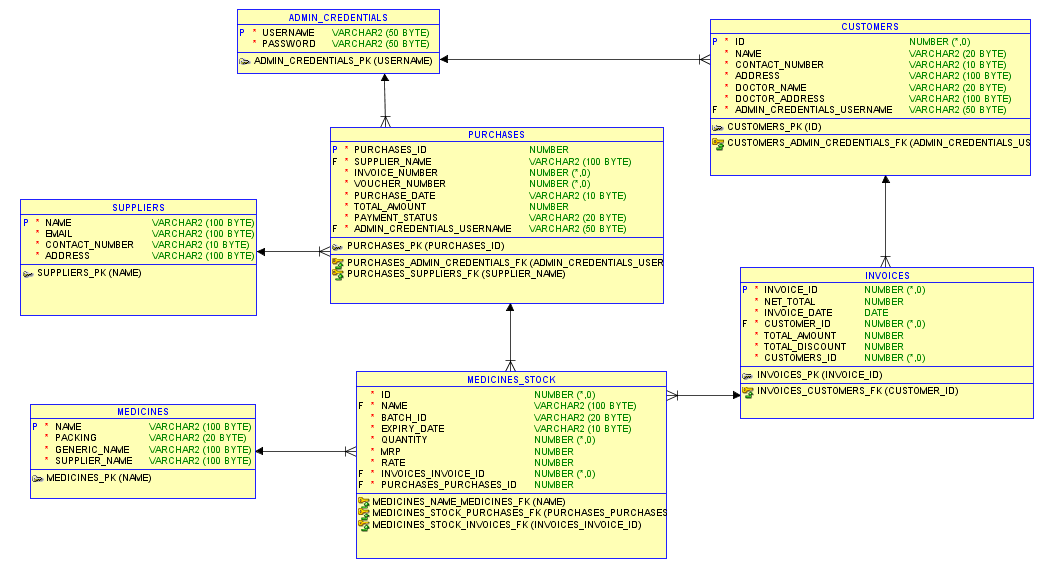 ADMIN_CREDENTIALS
P * USERNAME VARCHAR2 (50 BYTE)
* PASSWORD VARCHAR2 (50 BYTE)
ADMIN_CREDENTIALS_PK (USERNAME)
CUSTOMERS
P * ID NUMBER (*,0)
* NAME VARCHAR2 (20 BYTE)
* CONTACT_NUMBER VARCHAR2 (10 BYTE)
* ADDRESS VARCHAR2 (100 BYTE)
* DOCTOR_NAME VARCHAR2 (20 BYTE)
* DOCTOR_ADDRESS VARCHAR2 (100 BYTE)
F * ADMIN_CREDENTIALS_USERNAME VARCHAR2 (50 BYTE)
CUSTOMERS_PK (ID)
CUSTOMERS_ADMIN_CREDENTIALS_FK (ADMIN_CREDENTIALS_US
PURCHASES
P * PURCHASES_ID NUMBER
F * SUPPLIER_NAME VARCHAR2 (100 BYTE)
* INVOICE_NUMBER NUMBER (*,0)
* VOUCHER_NUMBER NUMBER (*,0)
* PURCHASE_DATE VARCHAR2 (10 BYTE)
* TOTAL_AMOUNT NUMBER
* PAYMENT_STATUS VARCHAR2 (20 BYTE)
F * ADMIN_CREDENTIALS_USERNAME VARCHAR2 (50 BYTE)
PURCHASES_PK (PURCHASES_ID)
PURCHASES_ADMIN_CREDENTIALS_FK (ADMIN_CREDENTIALS_USER
PURCHASES_SUPPLIERS_FK (SUPPLIER_NAME)
SUPPLIERS
P * NAME VARCHAR2 (100 BYTE)
* EMAIL VARCHAR2 (100 BYTE)
* CONTACT_NUMBER VARCHAR2 (10 BYTE)
* ADDRESS VARCHAR2 (100 BYTE)
SUPPLIERS_PK (NAME)
INVOICES
P * INVOICE_ID NUMBER (*,0)
* NET_TOTAL NUMBER
* INVOICE_DATE DATE
F * CUSTOMER_ID NUMBER (*,0)
* TOTAL_AMOUNT NUMBER
* TOTAL_DISCOUNT NUMBER
* CUSTOMERS_ID NUMBER (*,0)
INVOICES_PK (INVOICE_ID)
INVOICES_CUSTOMERS_FK (CUSTOMER_ID)
MEDICINES_STOCK
* ID NUMBER (*,0)
F * NAME VARCHAR2 (100 BYTE)
* BATCH_ID VARCHAR2 (20 BYTE)
* EXPIRY_DATE VARCHAR2 (10 BYTE)
* QUANTITY NUMBER (*,0)
* MRP NUMBER
* RATE NUMBER
F * INVOICES_INVOICE_ID NUMBER (*,0)
F * PURCHASES_PURCHASES_ID NUMBER
MEDICINES_NAME_MEDICINES_FK (NAME)
MEDICINES_STOCK_PURCHASES_FK (PURCHASES_PURCHASES
MEDICINES_STOCK_INVOICES_FK (INVOICES_INVOICE_ID)
MEDICINES
P * NAME VARCHAR2 (100 BYTE)
* PACKING VARCHAR2 (20 BYTE)
* GENERIC_NAME VARCHAR2 (100 BYTE)
* SUPPLIER_NAME VARCHAR2 (100 BYTE)
MEDICINES_PK (NAME)